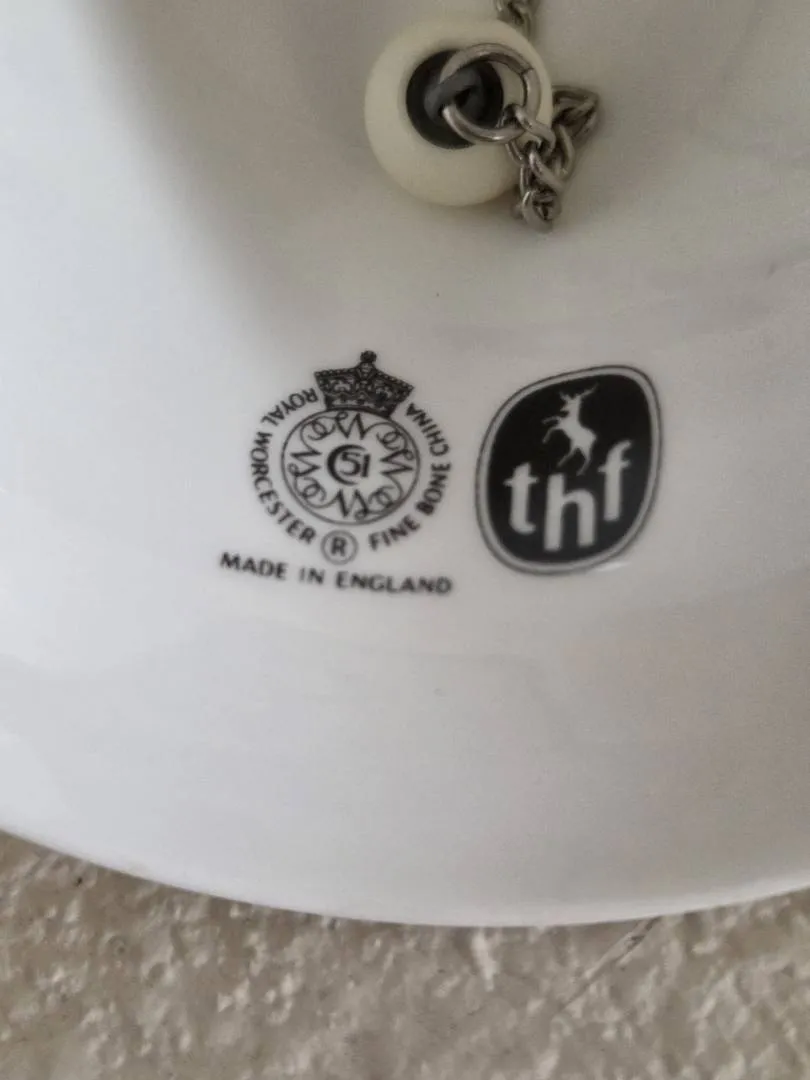 ROYAL WORCESTER
51
® FINE BONE CHINA
MADE IN ENGLAND
thf